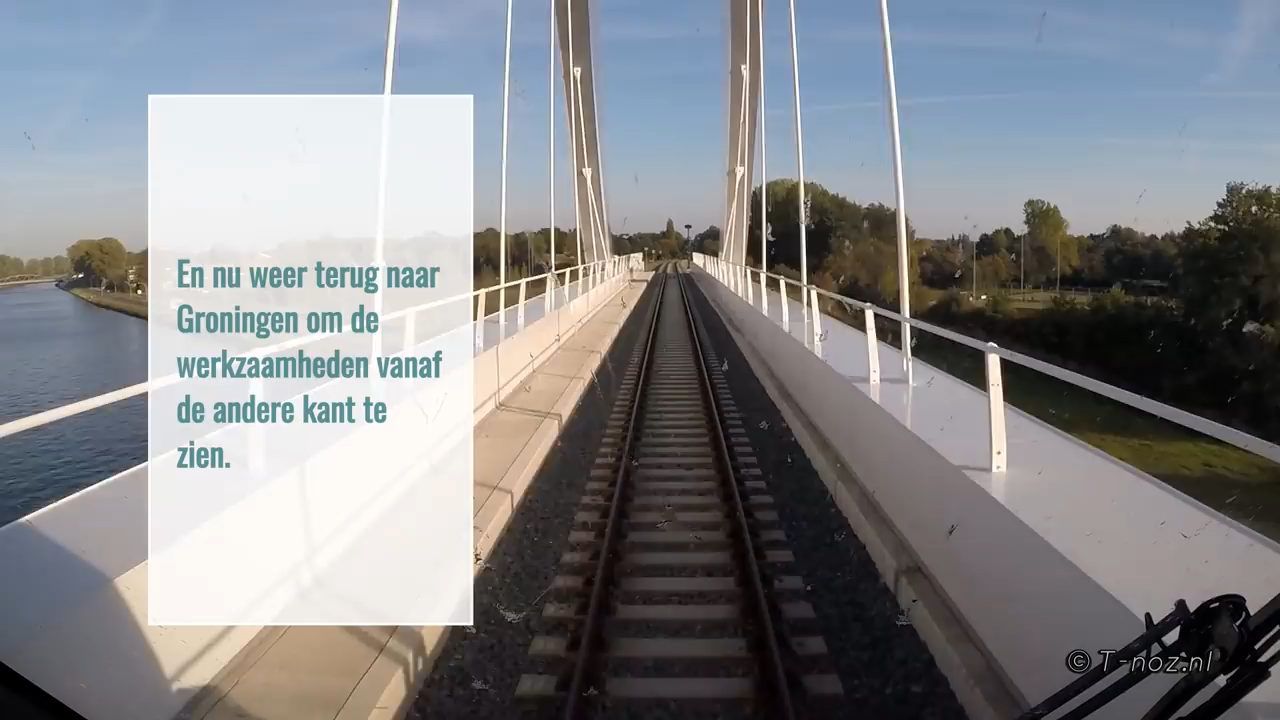 En nu weer terug naar
Groningen om de
werkzaamheden vanaf
de andere kant te
zien.
© T-noz.nl